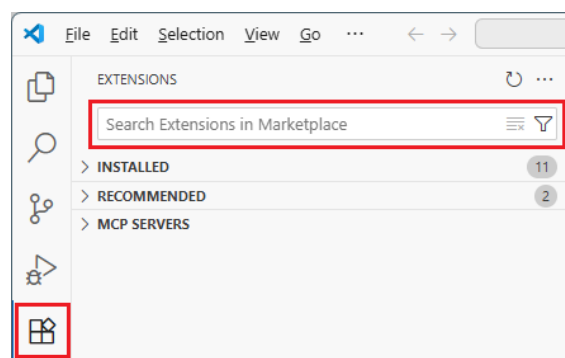 File Edit Selection View Go ···
EXTENSIONS
Search Extensions in Marketplace
INSTALLED 11
RECOMMENDED 2
MCP SERVERS